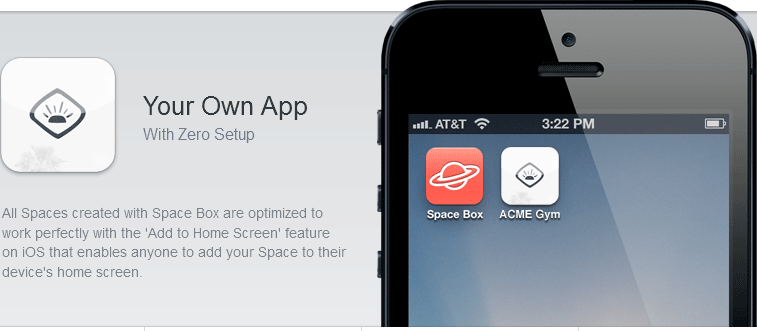 Your Own App
With Zero Setup
All Spaces created with Space Box are optimized to
work perfectly with the 'Add to Home Screen' feature
on iOS that enables anyone to add your Space to their
device's home screen.
AT&T 3:22 PM
Space Box ACME Gym